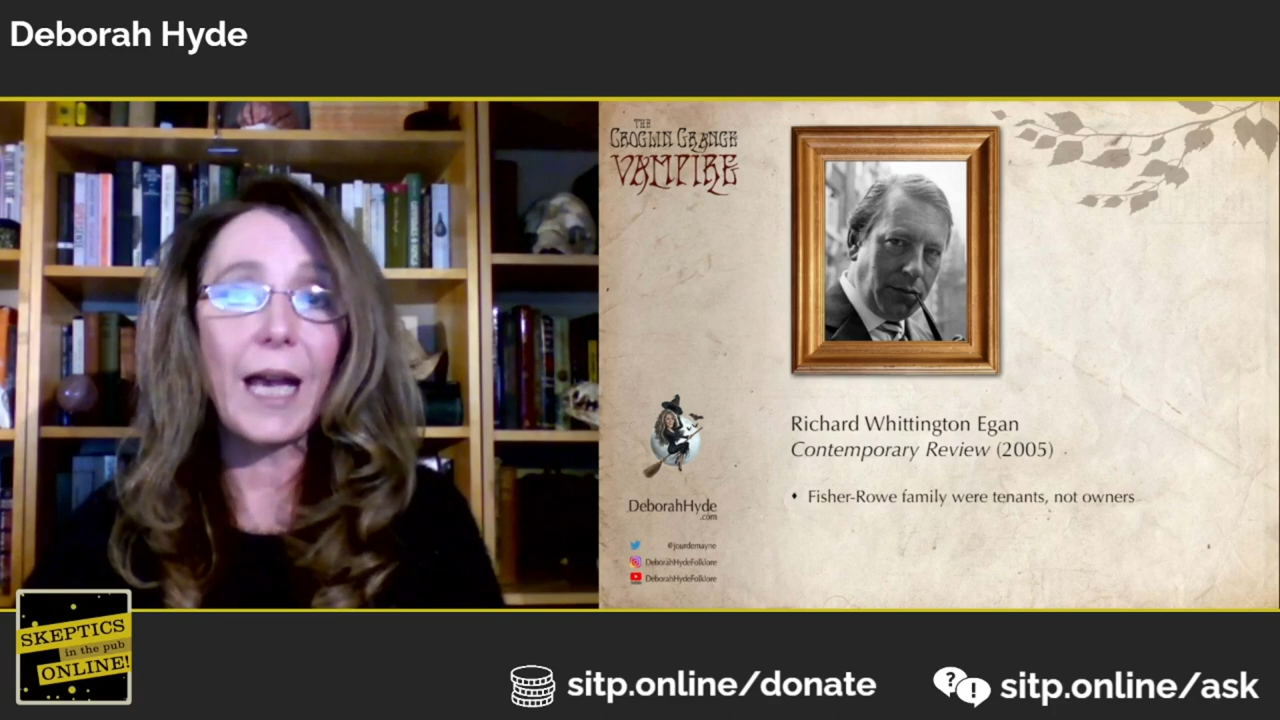 Deborah Hyde
THE
CROGLIN GRANGE
VAMPIRE
Richard Whittington Egan
Contemporary Review (2005)
♦ Fisher-Rowe family were tenants, not owners
DeborahHyde
.com
@jourdemayne
DeborahHydeFolklore
DeborahHydeFolklore
SKEPTICS
in the pub
ONLINE!
sitp.online/donate
sitp.online/ask